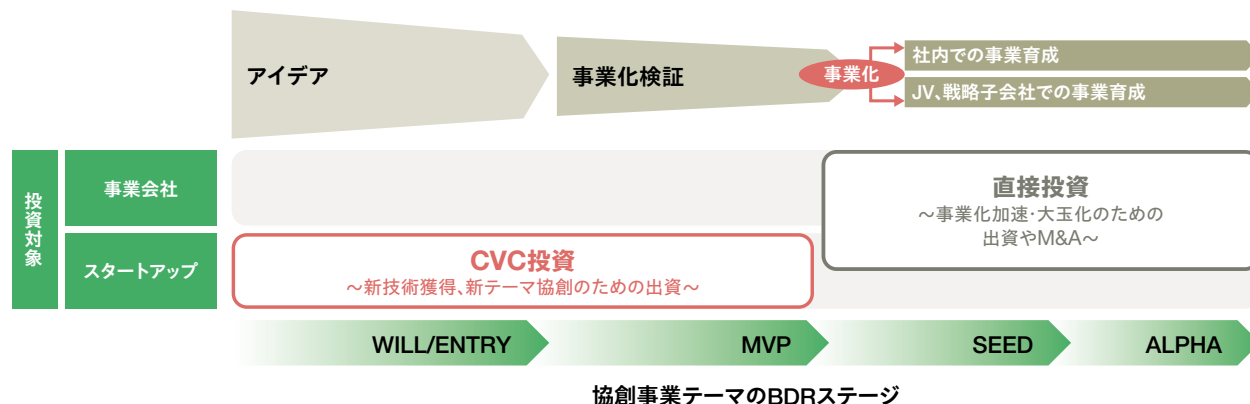 アイデア
事業化検証
事業化
社内での事業育成
JV、戦略子会社での事業育成
投資対象
事業会社
スタートアップ
直接投資
～事業化加速・大玉化のための
出資やM&A～
CVC投資
～新技術獲得、新テーマ協創のための出資～
WILL/ENTRY
MVP
SEED
ALPHA
協創事業テーマのBDRステージ